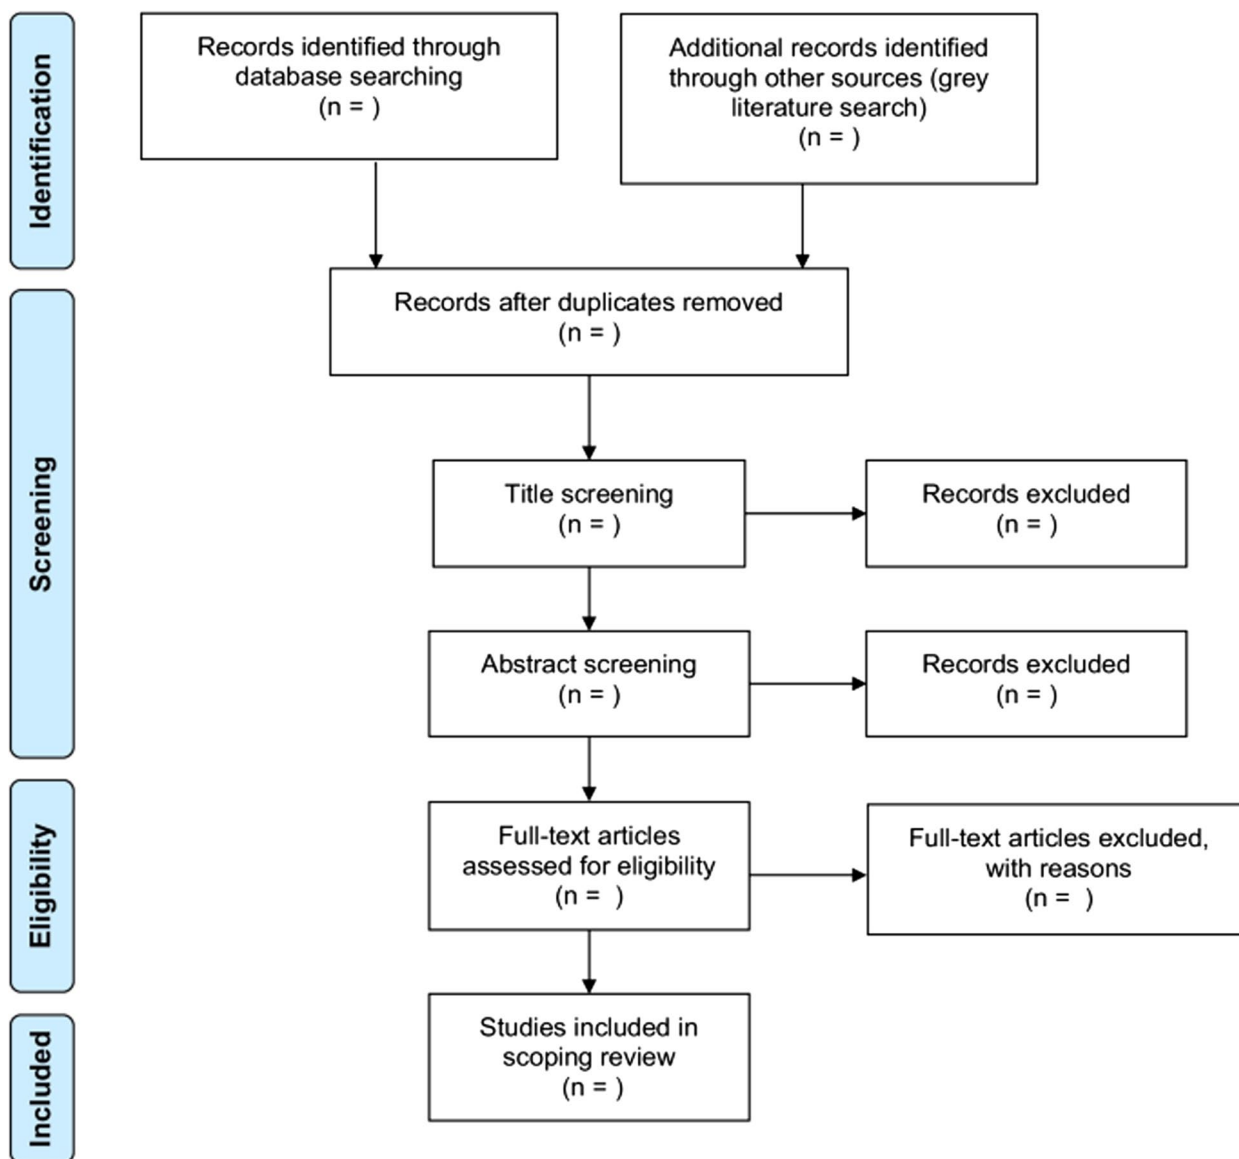 Identification
Records identified through
database searching
(n = )
Additional records identified
through other sources (grey
literature search)
(n = )
Screening
Records after duplicates removed
(n = )
Title screening
(n = )
Records excluded
(n = )
Abstract screening
(n = )
Records excluded
(n = )
Eligibility
Full-text articles
assessed for eligibility
(n =  )
Full-text articles excluded,
with reasons
(n =  )
Included
Studies included in
scoping review
(n = )